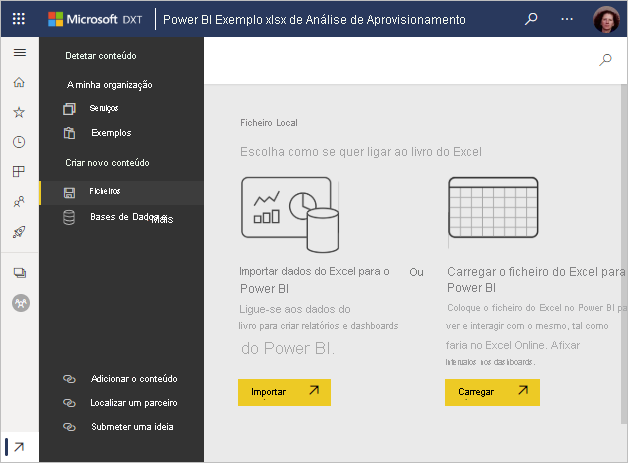 Microsoft DXT
Power BI Exemplo xlsx de Análise de Aprovisionamento
Detetar conteúdo
A minha organização
Serviços
Exemplos
Criar novo conteúdo
Ficheiros
Bases de Dados e
Mais
Adicionar o conteúdo
Localizar um parceiro
Submeter uma ideia
Ficheiro Local
Escolha como se quer ligar ao livro do Excel
Importar dados do Excel para o
Power BI
Ligue-se aos dados do
livro para criar relatórios e dashboards
do Power BI.
Importar
Ou
Carregar o ficheiro do Excel para
Power BI
Coloque o ficheiro do Excel no Power BI pa
ver e interagir com o mesmo, tal como
faria no Excel Online. Afixar
Intervalos nos dashboards.
Carregar